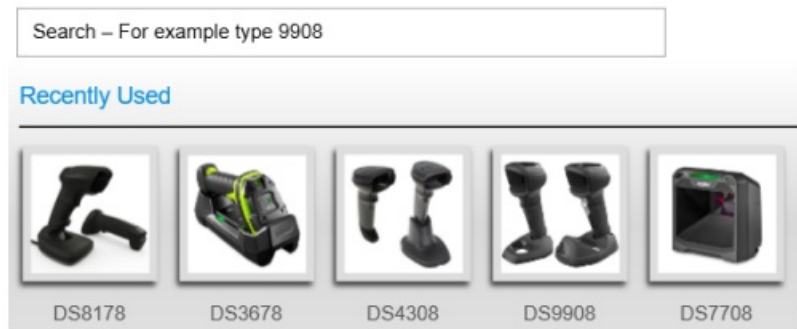 Search – For example type 9908
Recently Used
DS8178
DS3678
DS4308
DS9908
DS7708